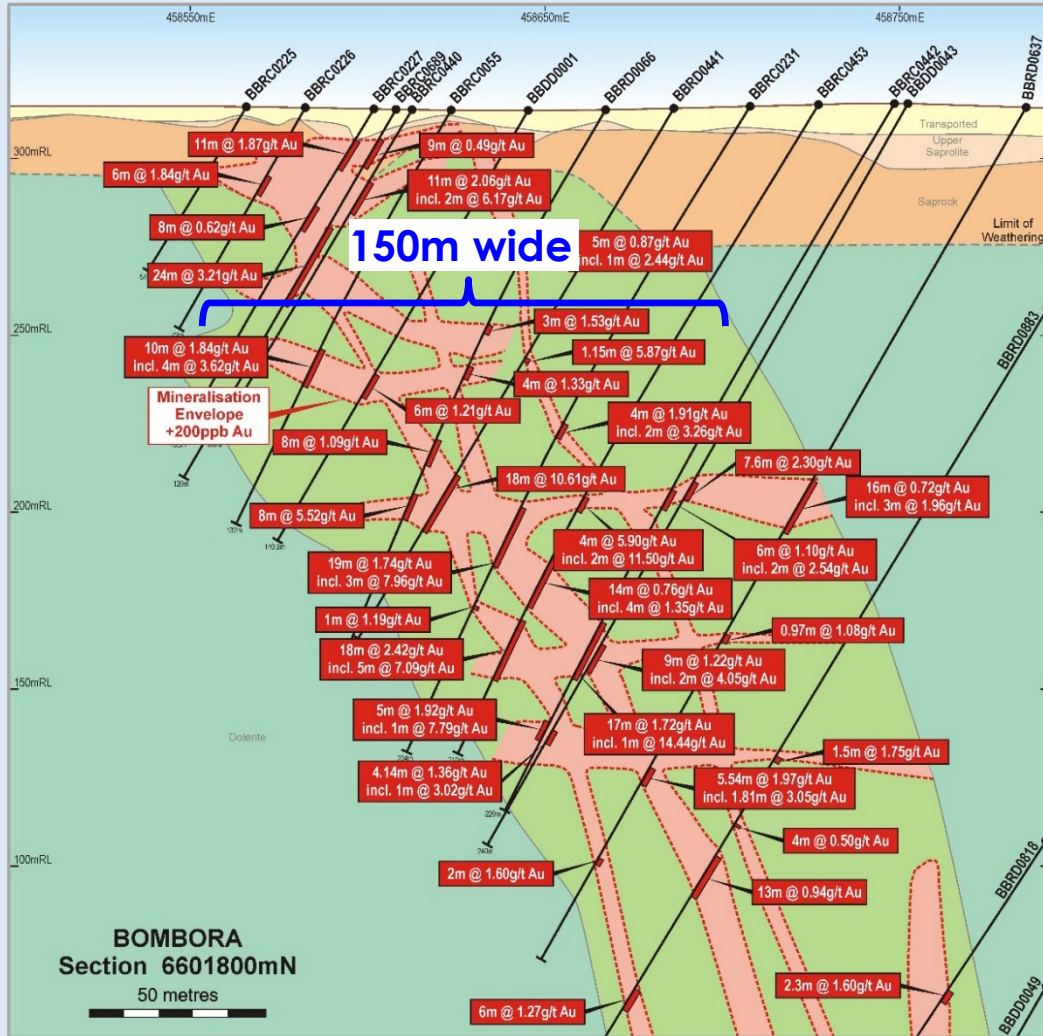 458550mE
458650mE
458750mE
BBRC0225
BBRC0226
BBRC0227
BBRC0689
BBRC0440
BBRC0055
BBDD0001
BBRD0066
BBRD0441
BBRC0231
BBRC0453
BBRC0442
BBDD0043
BBRD0637
Transported
Upper
Saprolite
300mRL
11m @ 1.87g/t Au
9m @ 0.49g/t Au
6m @ 1.84g/t Au
11m @ 2.06g/t Au
incl. 2m @ 6.17g/t Au
Saprock
8m @ 0.62g/t Au
Limit of
Weathering
150m wide
5m @ 0.87g/t Au
incl. 1m @ 2.44g/t Au
24m @ 3.21g/t Au
BBRD0883
3m @ 1.53g/t Au
250mRL
10m @ 1.84g/t Au
incl. 4m @ 3.62g/t Au
1.15m @ 5.87g/t Au
4m @ 1.33g/t Au
Mineralisation
Envelope
+200ppb Au
6m @ 1.21g/t Au
4m @ 1.91g/t Au
incl. 2m @ 3.26g/t Au
8m @ 1.09g/t Au
7.6m @ 2.30g/t Au
18m @ 10.61g/t Au
129m
16m @ 0.72g/t Au
incl. 3m @ 1.96g/t Au
200mRL
8m @ 5.52g/t Au
132m
4m @ 5.90g/t Au
incl. 2m @ 11.50g/t Au
6m @ 1.10g/t Au
incl. 2m @ 2.54g/t Au
19m @ 1.74g/t Au
incl. 3m @ 7.96g/t Au
14m @ 0.76g/t Au
incl. 4m @ 1.35g/t Au
1m @ 1.19g/t Au
0.97m @ 1.08g/t Au
18m @ 2.42g/t Au
incl. 5m @ 7.09g/t Au
9m @ 1.22g/t Au
incl. 2m @ 4.05g/t Au
150mRL
5m @ 1.92g/t Au
incl. 1m @ 7.79g/t Au
17m @ 1.72g/t Au
incl. 1m @ 14.44g/t Au
Dolerite
1.5m @ 1.75g/t Au
4.14m @ 1.36g/t Au
incl. 1m @ 3.02g/t Au
5.54m @ 1.97g/t Au
incl. 1.81m @ 3.05g/t Au
220m
240m
4m @ 0.50g/t Au
100mRL
2m @ 1.60g/t Au
13m @ 0.94g/t Au
BBRD0818
BOMBORA
Section 6601800mN
50 metres
6m @ 1.27g/t Au
2.3m @ 1.60g/t Au
BBDD0049